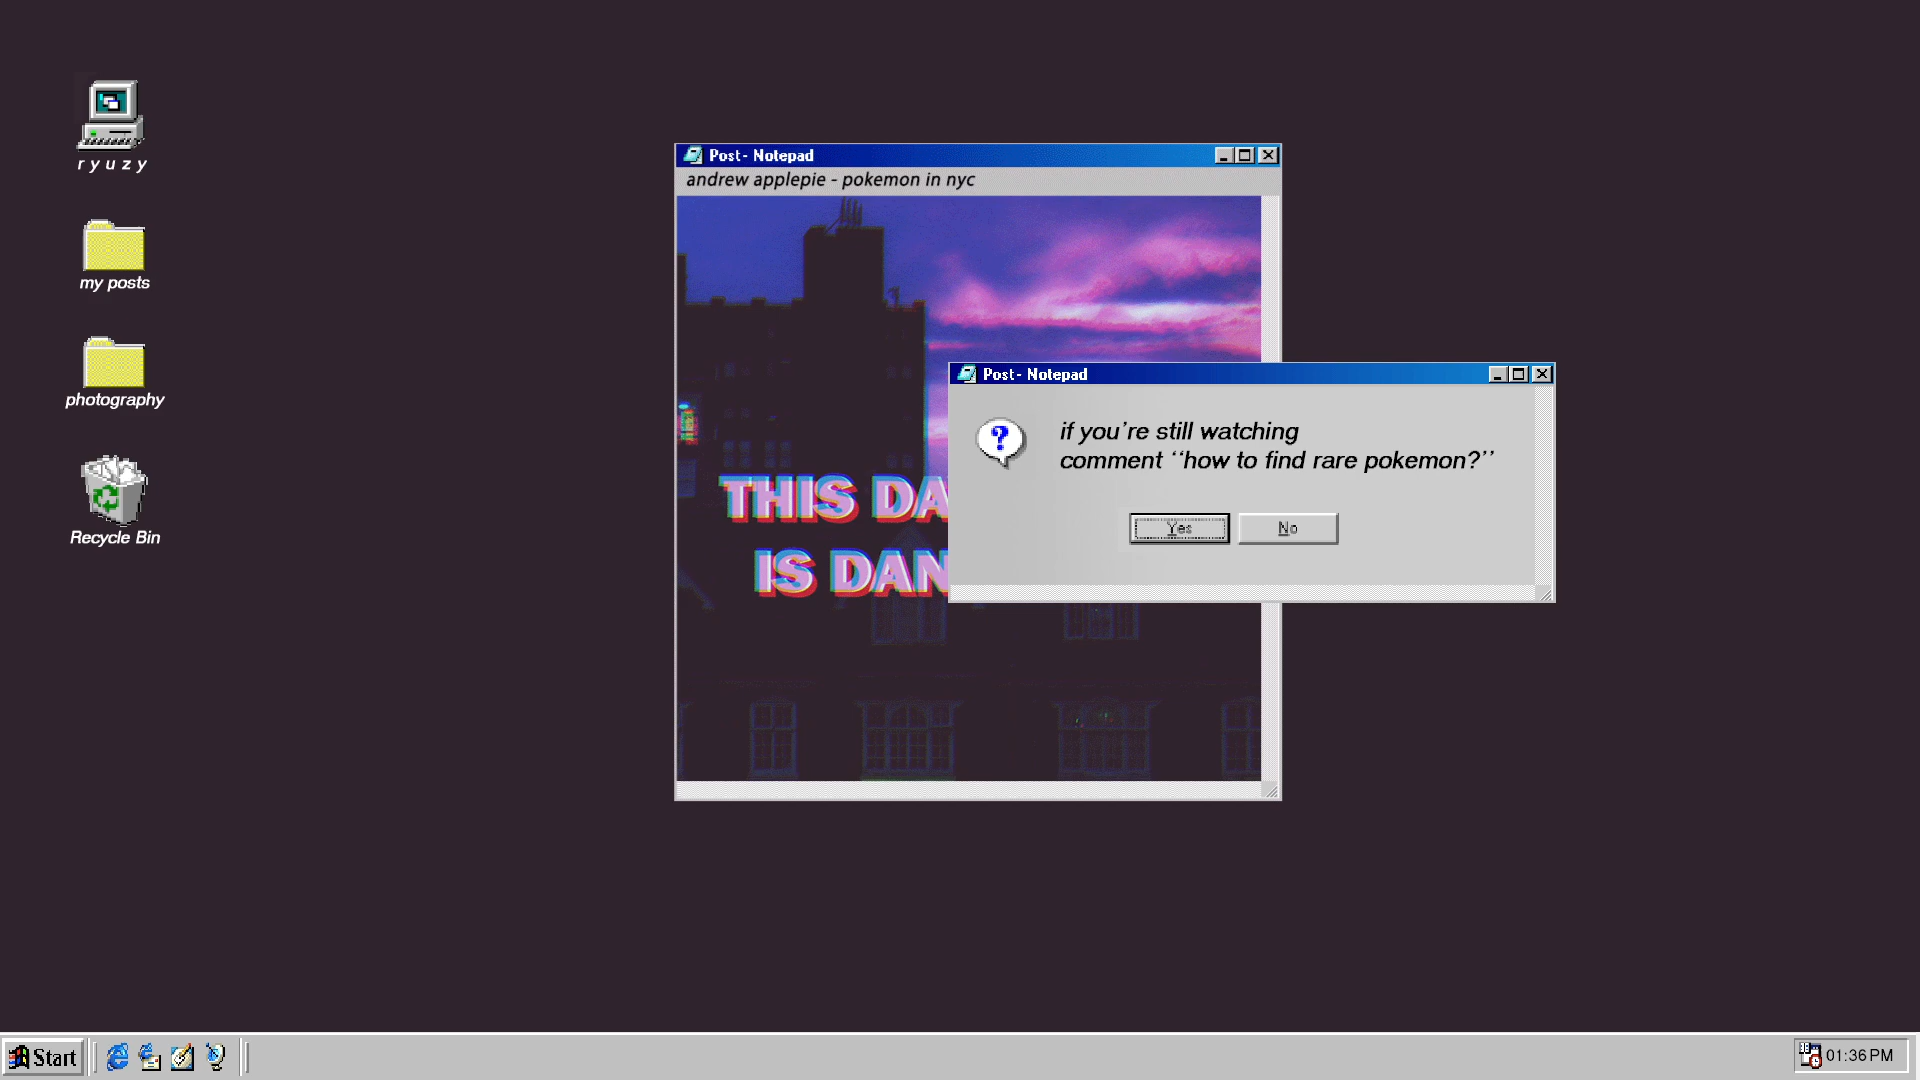 r y u z y
my posts
photography
Recycle Bin
Post - Notepad
andrew applepie - pokemon in nyc
THIS DA
IS DAN
Post - Notepad
if you're still watching
comment ''how to find rare pokemon?''
Yes
No
Start
01:36 PM